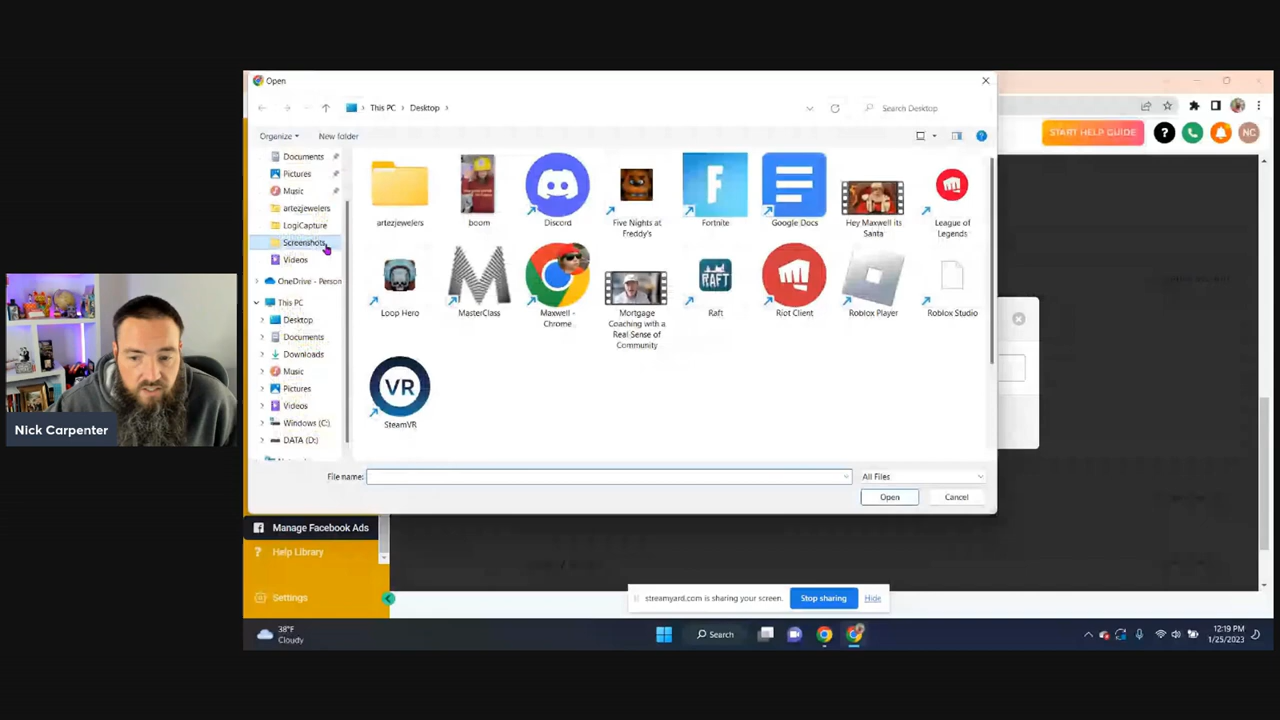 Open
This PC
Desktop
Search Desktop
START HELP GUIDE
NC
Organize
New folder
Documents
Pictures
Music
artezjewelers
LogiCapture
Screenshots
Videos
OneDrive - Person
This PC
Desktop
Documents
Downloads
Music
Pictures
Videos
Windows (C:)
DATA (D:)
artezjewelers
boom
Discord
Five Nights at
Freddy's
Fortnite
Google Docs
Hey Maxwell its
Santa
League of
Legends
Loop Hero
MasterClass
Maxwell -
Chrome
Mortgage
Coaching with a
Real Sense of
Community
RAFT
Raft
Riot Client
Roblox Player
Roblox Studio
VR
SteamVR
File name:
All Files
Open
Cancel
Nick Carpenter
Manage Facebook Ads
Help Library
Settings
streamyard.com is sharing your screen.
Stop sharing
Hide
38°F
Cloudy
Search
12:19 PM
1/25/2023